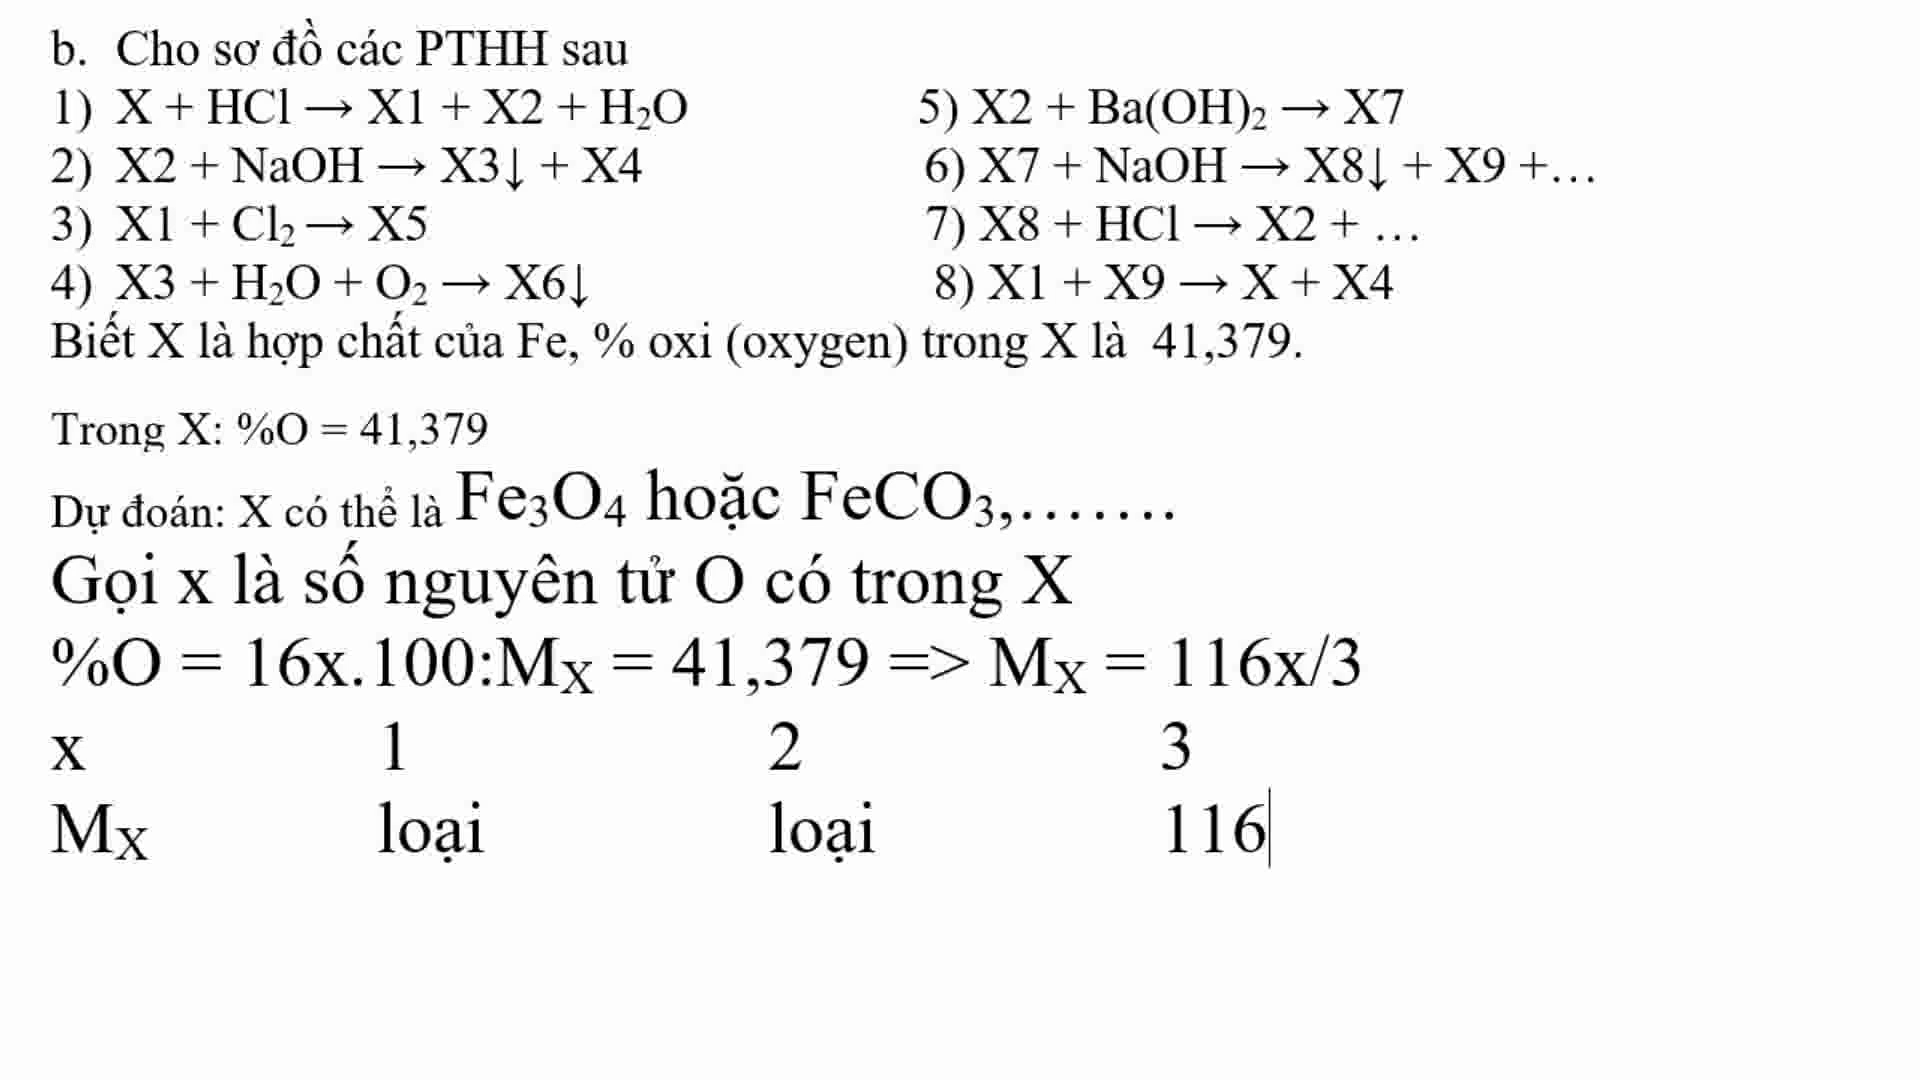 b. Cho sơ đồ các PTHH sau
1) X + HCl → X1 + X2 + H₂O
2) X2 + NaOH → X3↓ + X4
3) X1 + Cl₂ → X5
4) X3 + H₂O + O₂ → X6↓
5) X2 + Ba(OH)₂ → X7
6) X7 + NaOH → X8↓ + X9 +...
7) X8 + HCl → X2 + ...
8) X1 + X9 → X + X4
Biết X là hợp chất của Fe, % oxi (oxygen) trong X là 41,379.
Trong X: %O = 41,379
Dự đoán: X có thể là Fe₃O₄ hoặc FeCO₃,.......
Gọi x là số nguyên tử O có trong X
%O = 16x.100:Mₓ = 41,379 => Mₓ = 116x/3
x 1 2 3
Mₓ loại loại 116